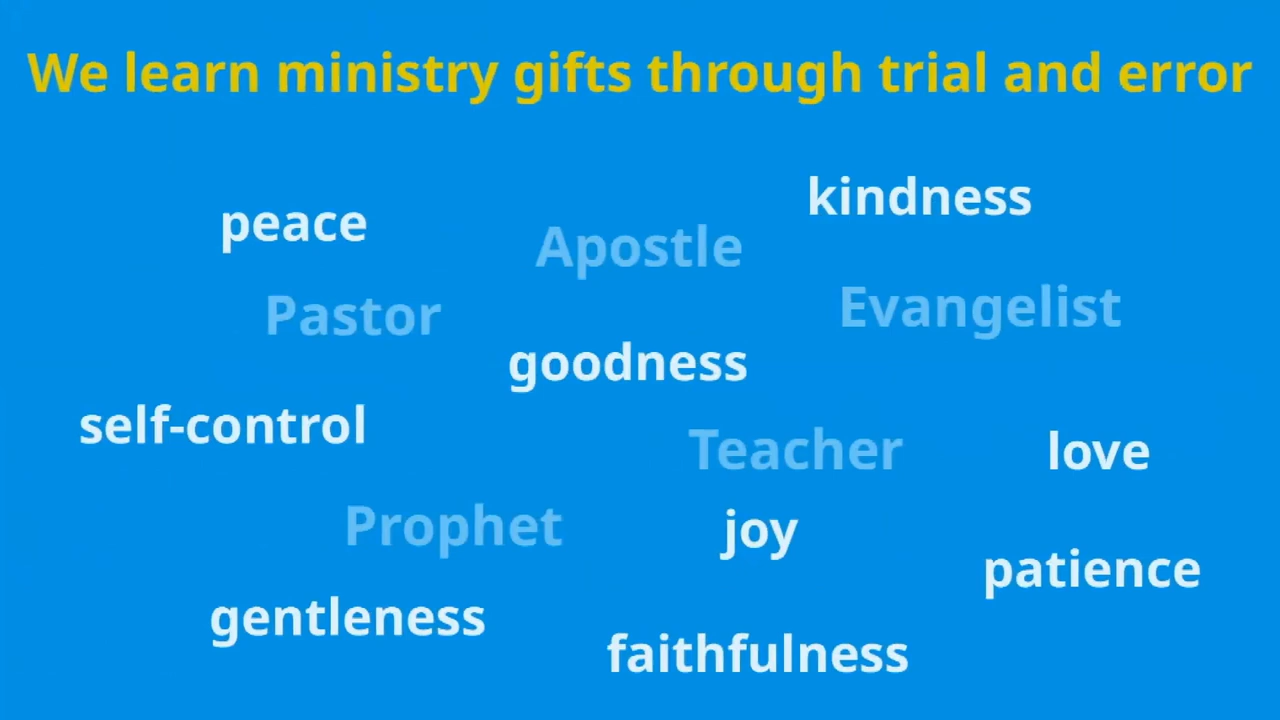 We learn ministry gifts through trial and error
kindness
peace
Apostle
Evangelist
Pastor
goodness
self-control
Teacher
love
Prophet
joy
patience
gentleness
faithfulness